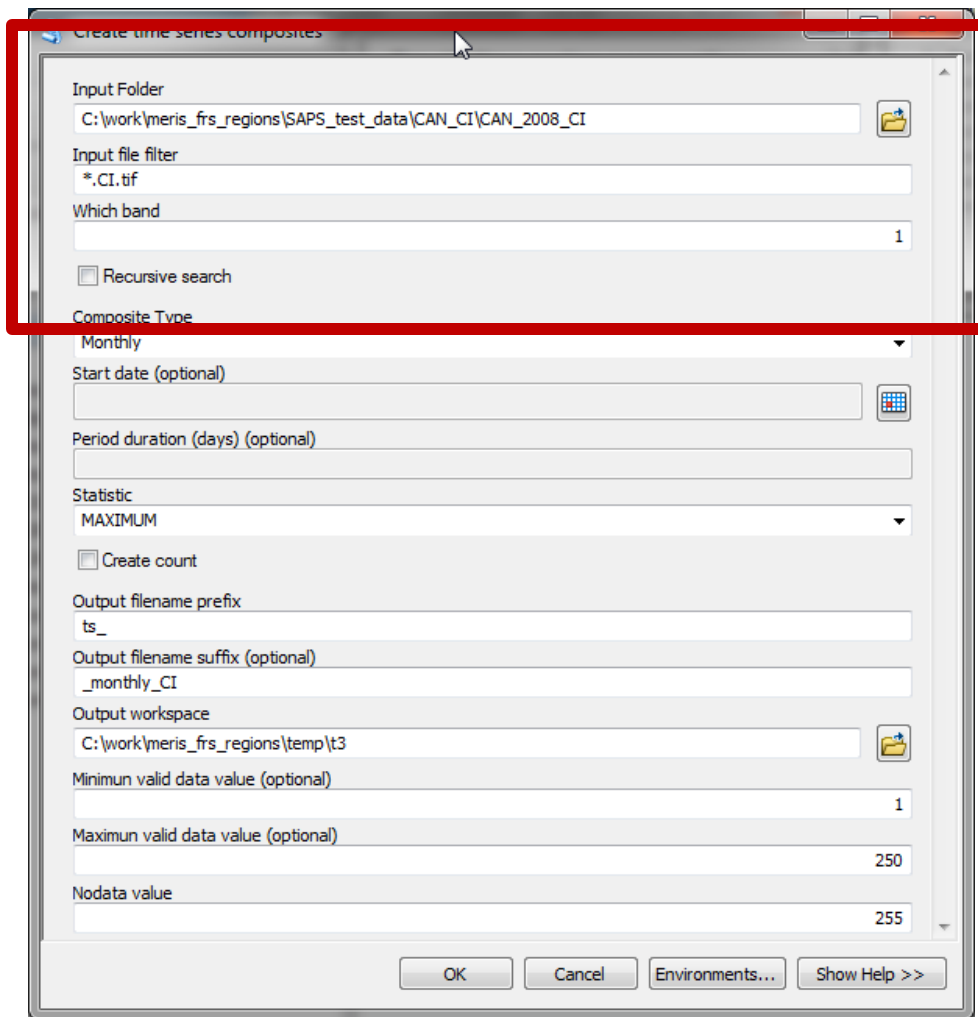 Create time series composites
Input Folder
C:\work\meris_frs_regions\SAPS_test_data\CAN_CI\CAN_2008_CI
Input file filter
*.CI.tif
Which band
1
Recursive search
Composite Type
Monthly
Start date (optional)
Period duration (days) (optional)
Statistic
MAXIMUM
Create count
Output filename prefix
ts_
Output filename suffix (optional)
_monthly_CI
Output workspace
C:\work\meris_frs_regions\temp\t3
Minimun valid data value (optional)
1
Maximun valid data value (optional)
250
Nodata value
255
OK Cancel Environments... Show Help >>